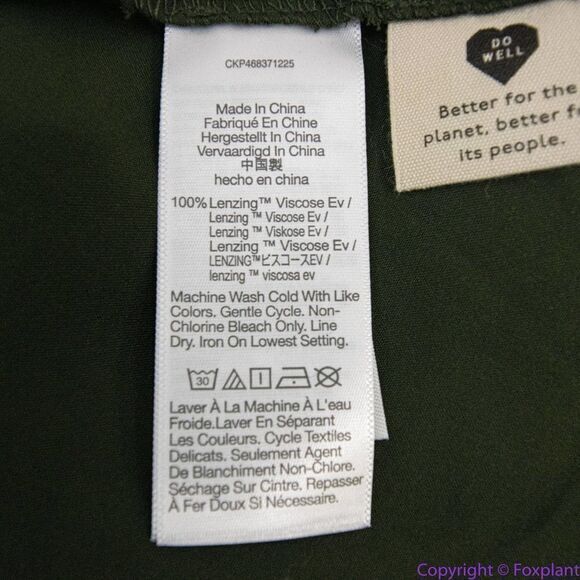 CKP468371225
Made In China
Fabriqué En Chine
Hergestellt In China
Vervaardigd In China
中国製
hecho en china
100% Lenzing™ Viscose Ev /
Lenzing ™ Viscose Ev /
Lenzing ™ Viskose Ev /
Lenzing ™ Viscose Ev /
LENZING™ビスコースEV /
lenzing ™ viscosa ev
Machine Wash Cold With Like
Colors. Gentle Cycle. Non-
Chlorine Bleach Only. Line
Dry. Iron On Lowest Setting.
30
Laver À La Machine À L'eau
Froide.Laver En Séparant
Les Couleurs. Cycle Textiles
Delicats. Seulement Agent
De Blanchiment Non-Chlore.
Séchage Sur Cintre. Repasser
À Fer Doux Si Nécessaire.
DO
WELL
Better for the
planet, better
its people.
Copyright © Foxplant